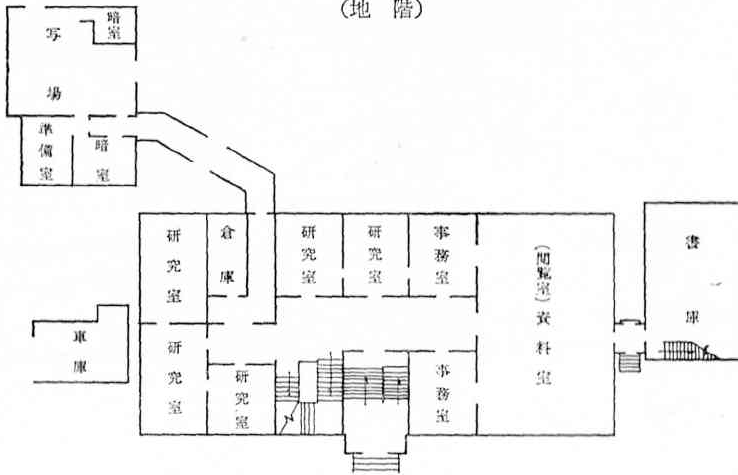 (地階)
暗室
写場
準備室
暗室
研究室
倉庫
研究室
研究室
事務室
(閲覧室)資料室
書庫
車庫
研究室
研究室
事務室